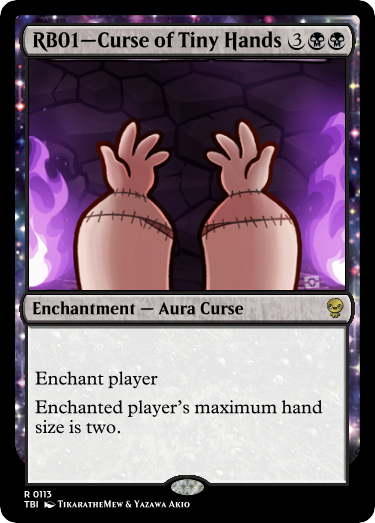 RB01—Curse of Tiny Hands 3
Enchantment — Aura Curse
Enchant player
Enchanted player's maximum hand
size is two.
R 0113
TBI TikaratheMew & Yazawa Akio